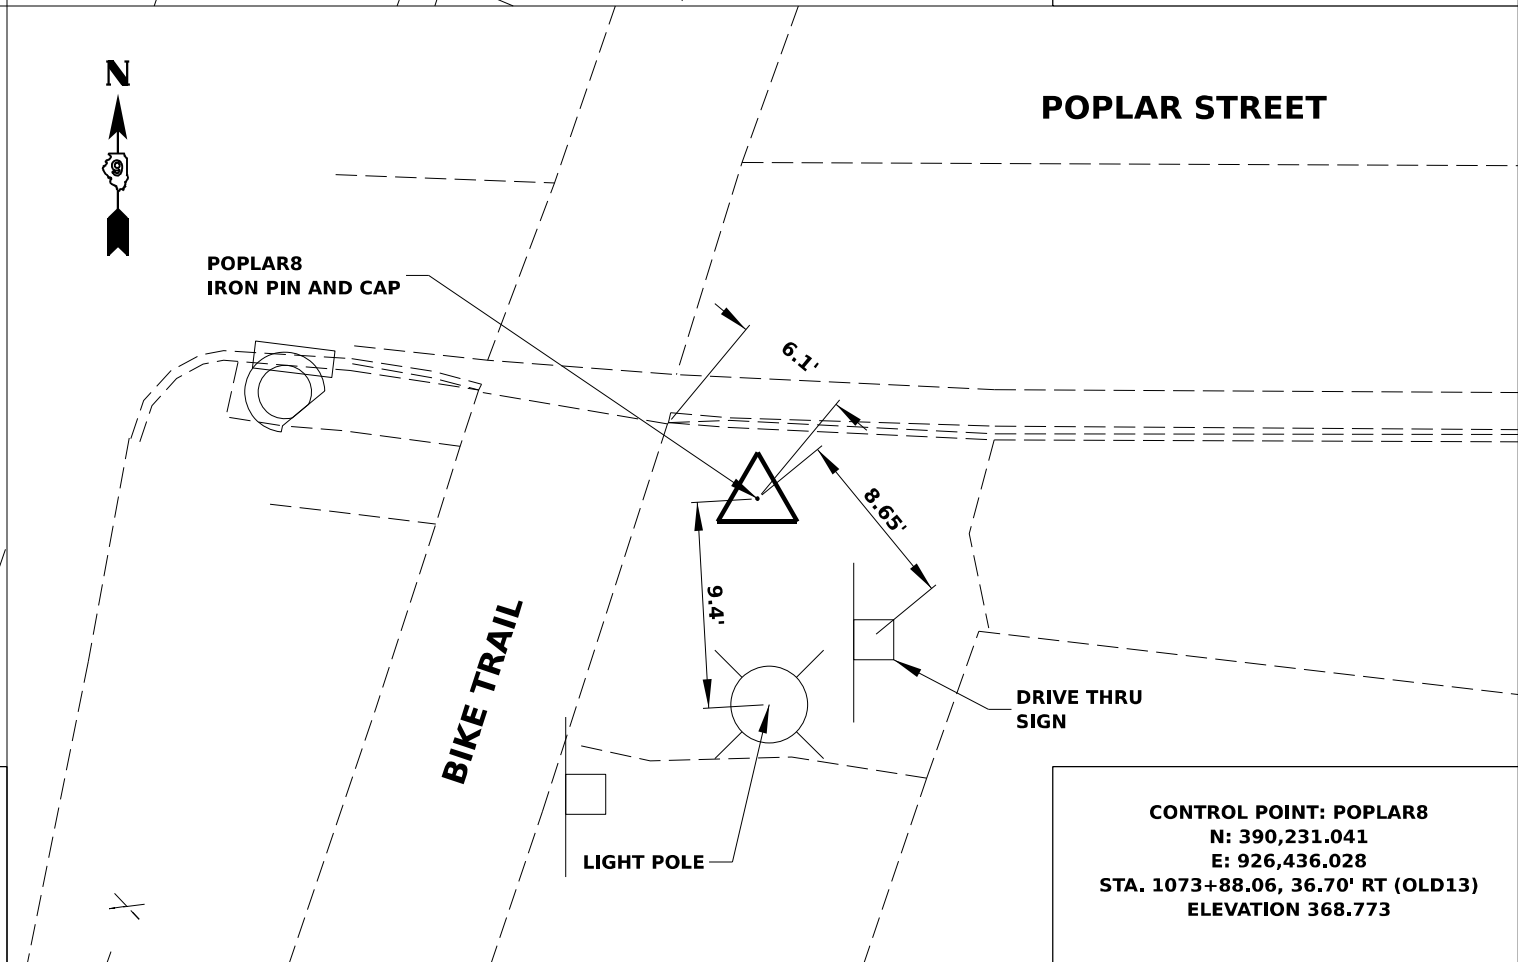 N
9
POPLAR STREET
POPLAR8
IRON PIN AND CAP
6.1'
8.65'
9.4'
BIKE TRAIL
DRIVE THRU
SIGN
LIGHT POLE
CONTROL POINT: POPLAR8
N: 390,231.041
E: 926,436.028
STA. 1073+88.06, 36.70' RT (OLD13)
ELEVATION 368.773